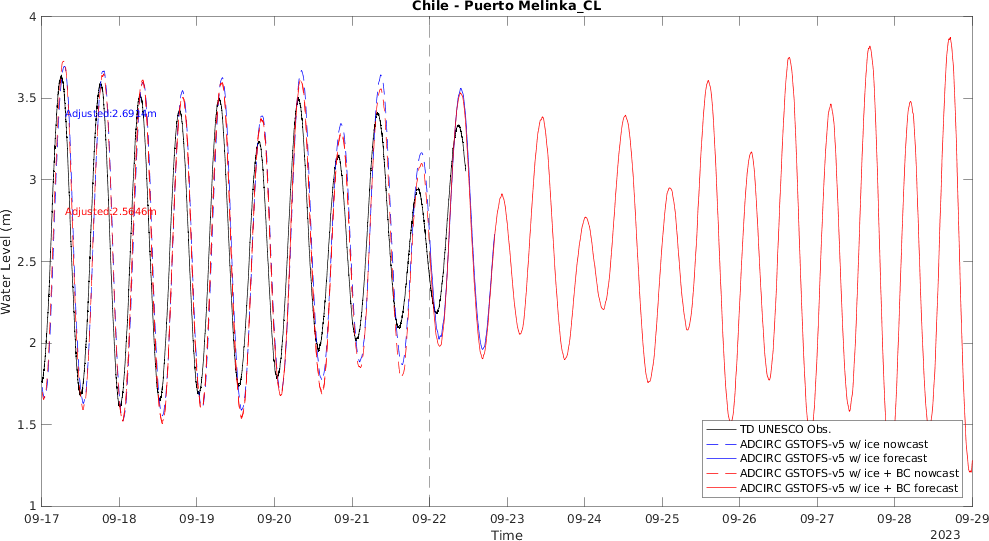 Chile - Puerto Melinka_CL
4
3.5
3
2.5
2
1.5
1
Water Level (m)
Adjusted:2.6934m
Adjusted:2.5646m
TD UNESCO Obs.
ADCIRC GSTOFS-v5 w/ ice nowcast
ADCIRC GSTOFS-v5 w/ ice forecast
ADCIRC GSTOFS-v5 w/ ice + BC nowcast
ADCIRC GSTOFS-v5 w/ ice + BC forecast
09-17 09-18 09-19 09-20 09-21 09-22 09-23 09-24 09-25 09-26 09-27 09-28 09-29
Time
2023